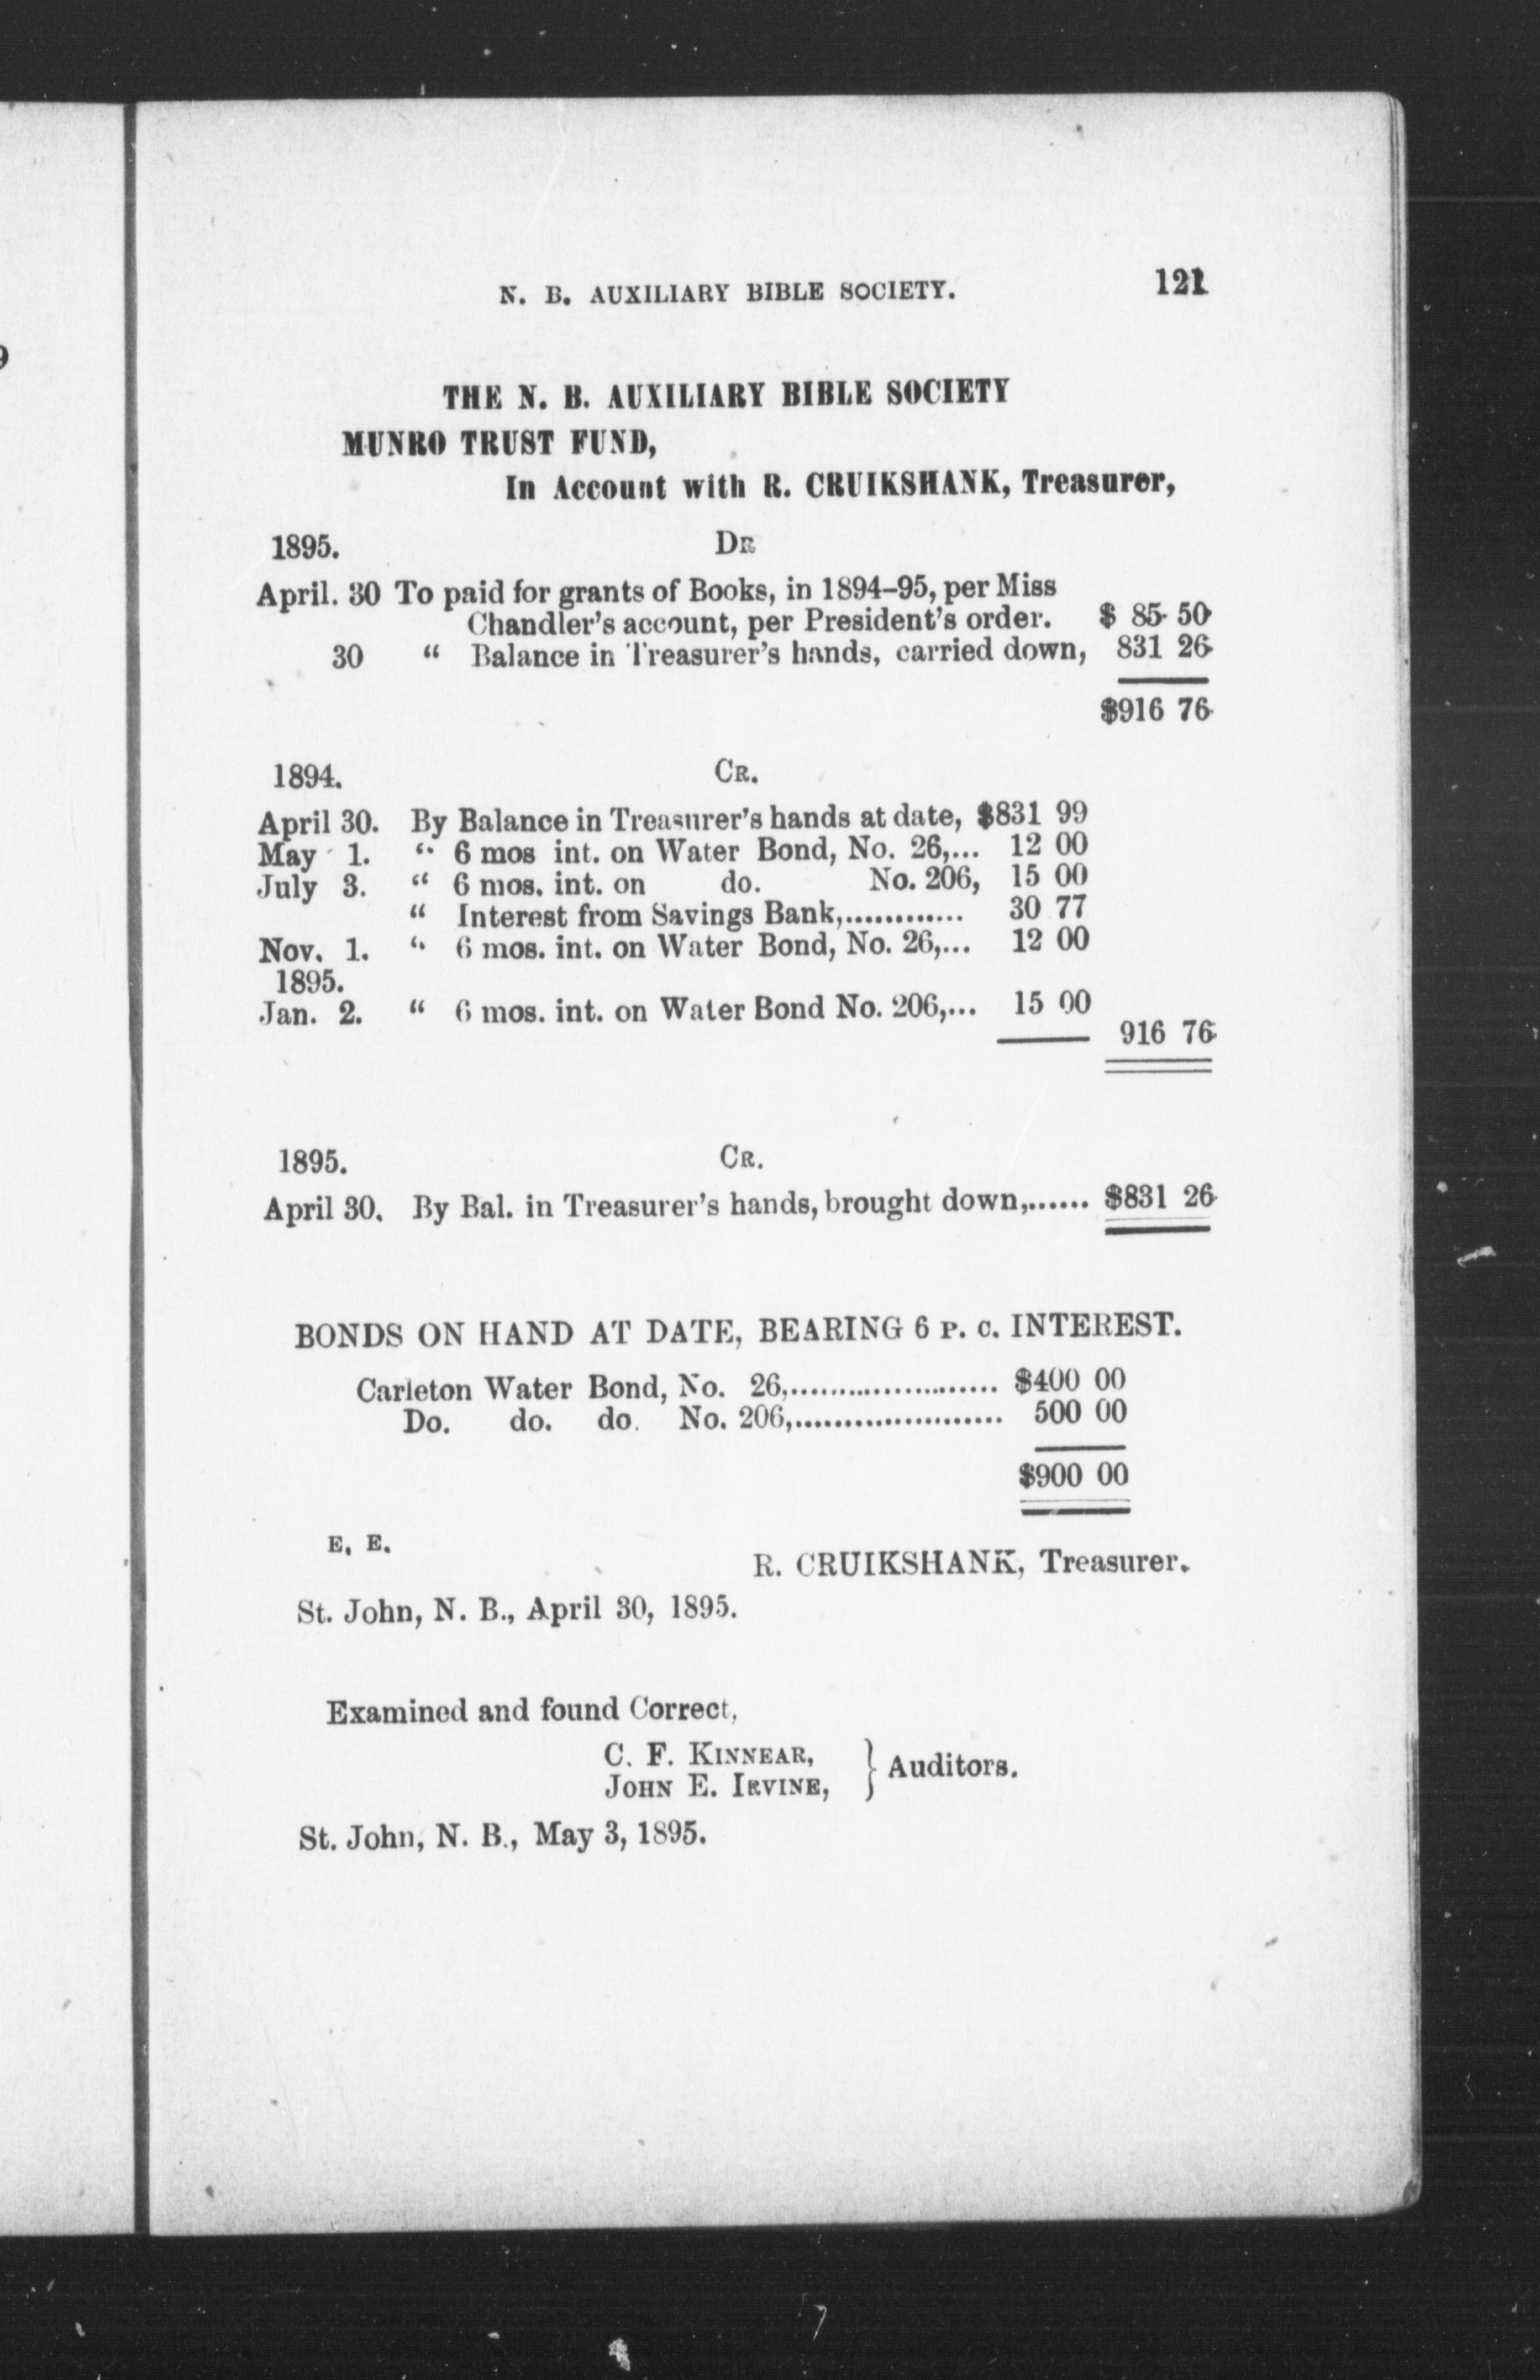 N. B. AUXILIARY BIBLE SOCIETY. 121
THE N. B. AUXILIARY BIBLE SOCIETY
MUNRO TRUST FUND,
In Account with R. CRUIKSHANK, Treasurer,
1895. DR
April. 30 To paid for grants of Books, in 1894-95, per Miss
Chandler's account, per President's order. $ 85 50
30 " Balance in Treasurer's hands, carried down, 831 26
$916 76
1894. CR.
April 30. By Balance in Treasurer's hands at date, $831 99
May 1. " 6 mos int. on Water Bond, No. 26,... 12 00
July 3. " 6 mos. int. on do. No. 206, 15 00
" Interest from Savings Bank,............. 30 77
Nov. 1. " 6 mos. int. on Water Bond, No. 26,... 12 00
1895.
Jan. 2. " 6 mos. int. on Water Bond No. 206,... 15 00
916 76
1895. CR.
April 30. By Bal. in Treasurer's hands, brought down,...... $831 26
BONDS ON HAND AT DATE, BEARING 6 P. C. INTEREST.
Carleton Water Bond, No. 26,...................... $400 00
Do. do. do. No. 206,...................... 500 00
$900 00
E. E.
R. CRUIKSHANK, Treasurer.
St. John, N. B., April 30, 1895.
Examined and found Correct,
C. F. KINNEAR,
JOHN E. IRVINE, } Auditors.
St. John, N. B., May 3, 1895.